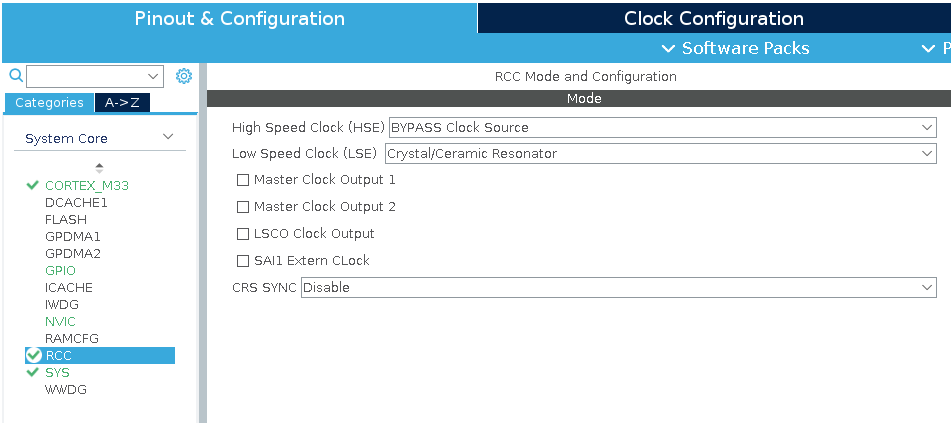 Pinout & Configuration
Clock Configuration
Software Packs
P
Categories
A->Z
System Core
CORTEX_M33
DCACHE1
FLASH
GPDMA1
GPDMA2
GPIO
ICACHE
IWDG
NVIC
RAMCFG
RCC
SYS
WWDG
RCC Mode and Configuration
Mode
High Speed Clock (HSE) BYPASS Clock Source
Low Speed Clock (LSE) Crystal/Ceramic Resonator
Master Clock Output 1
Master Clock Output 2
LSCO Clock Output
SAI1 Extern CLock
CRS SYNC Disable